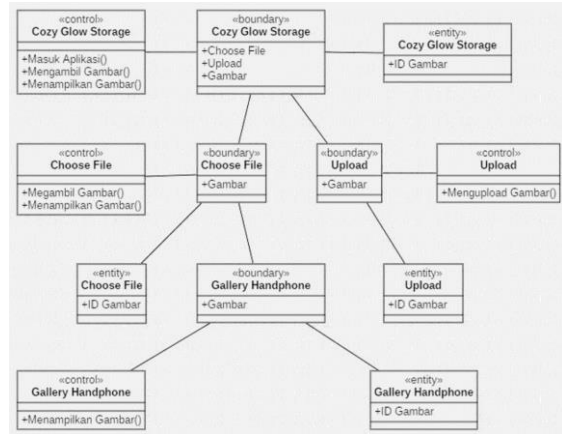 «control»
Cozy Glow Storage
+Masuk Aplikasi()
+Mengambil Gambar()
+Menampilkan Gambar()
«boundary»
Cozy Glow Storage
+Choose File
+Upload
+Gambar
«entity»
Cozy Glow Storage
+ID Gambar
«control»
Choose File
+Megambil Gambar()
+Menampilkan Gambar()
«boundary»
Choose File
+Gambar
«boundary»
Upload
+Gambar
«control»
Upload
+Mengupload Gambar()
«entity»
Choose File
+ID Gambar
«boundary»
Gallery Handphone
+Gambar
«entity»
Upload
+ID Gambar
«control»
Gallery Handphone
+Menampilkan Gambar()
«entity»
Gallery Handphone
+ID Gambar